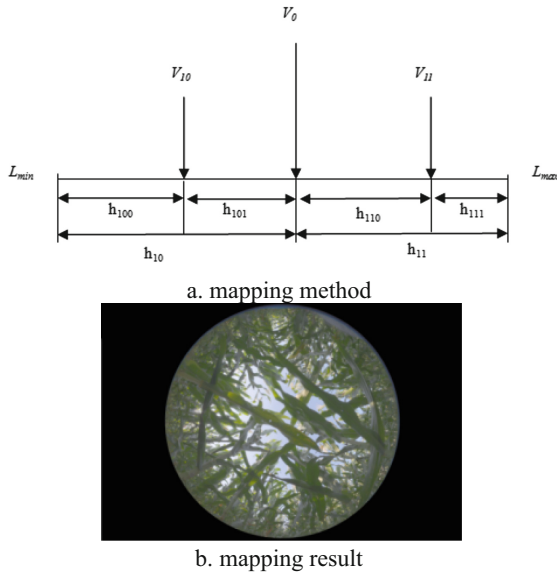 V0
V10
V11
Lmin
Lmax
h100
h101
h110
h111
h10
h11
a. mapping method
b. mapping result